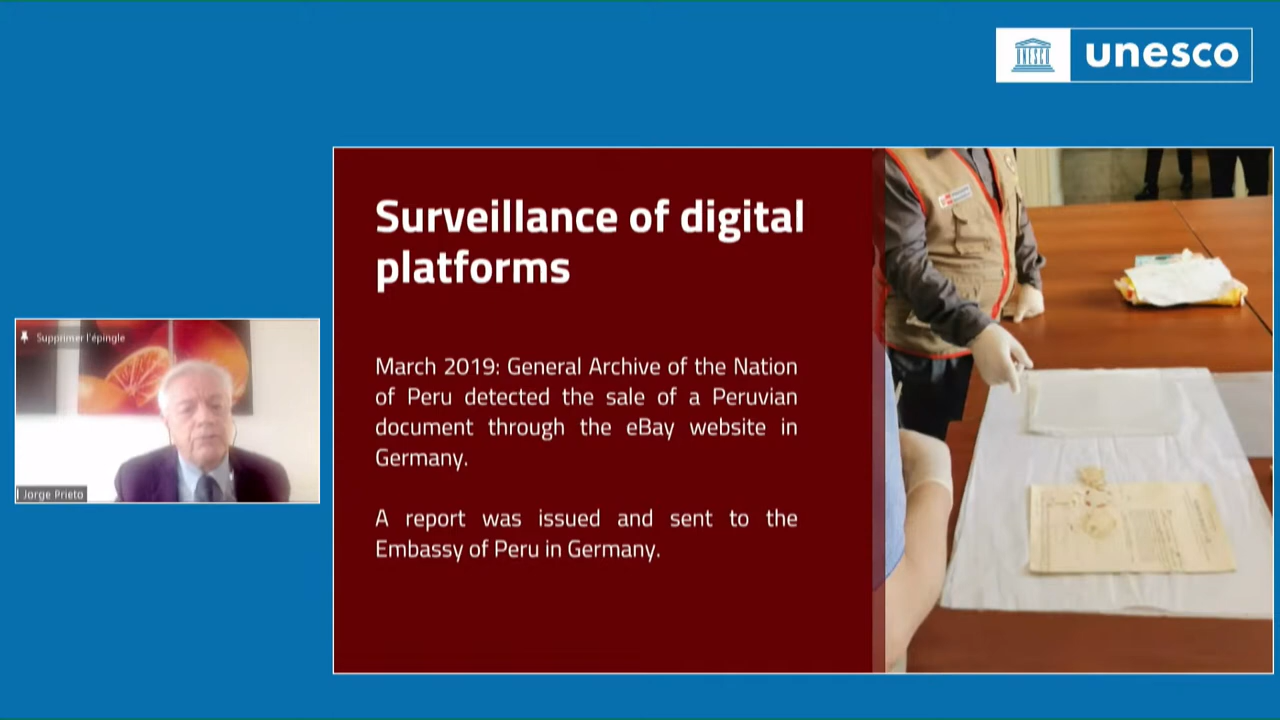 unesco
Surveillance of digital
platforms
March 2019: General Archive of the Nation
of Peru detected the sale of a Peruvian
document through the eBay website in
Germany.
A report was issued and sent to the
Embassy of Peru in Germany.
Supprimer l'épingle
Jorge Prieto